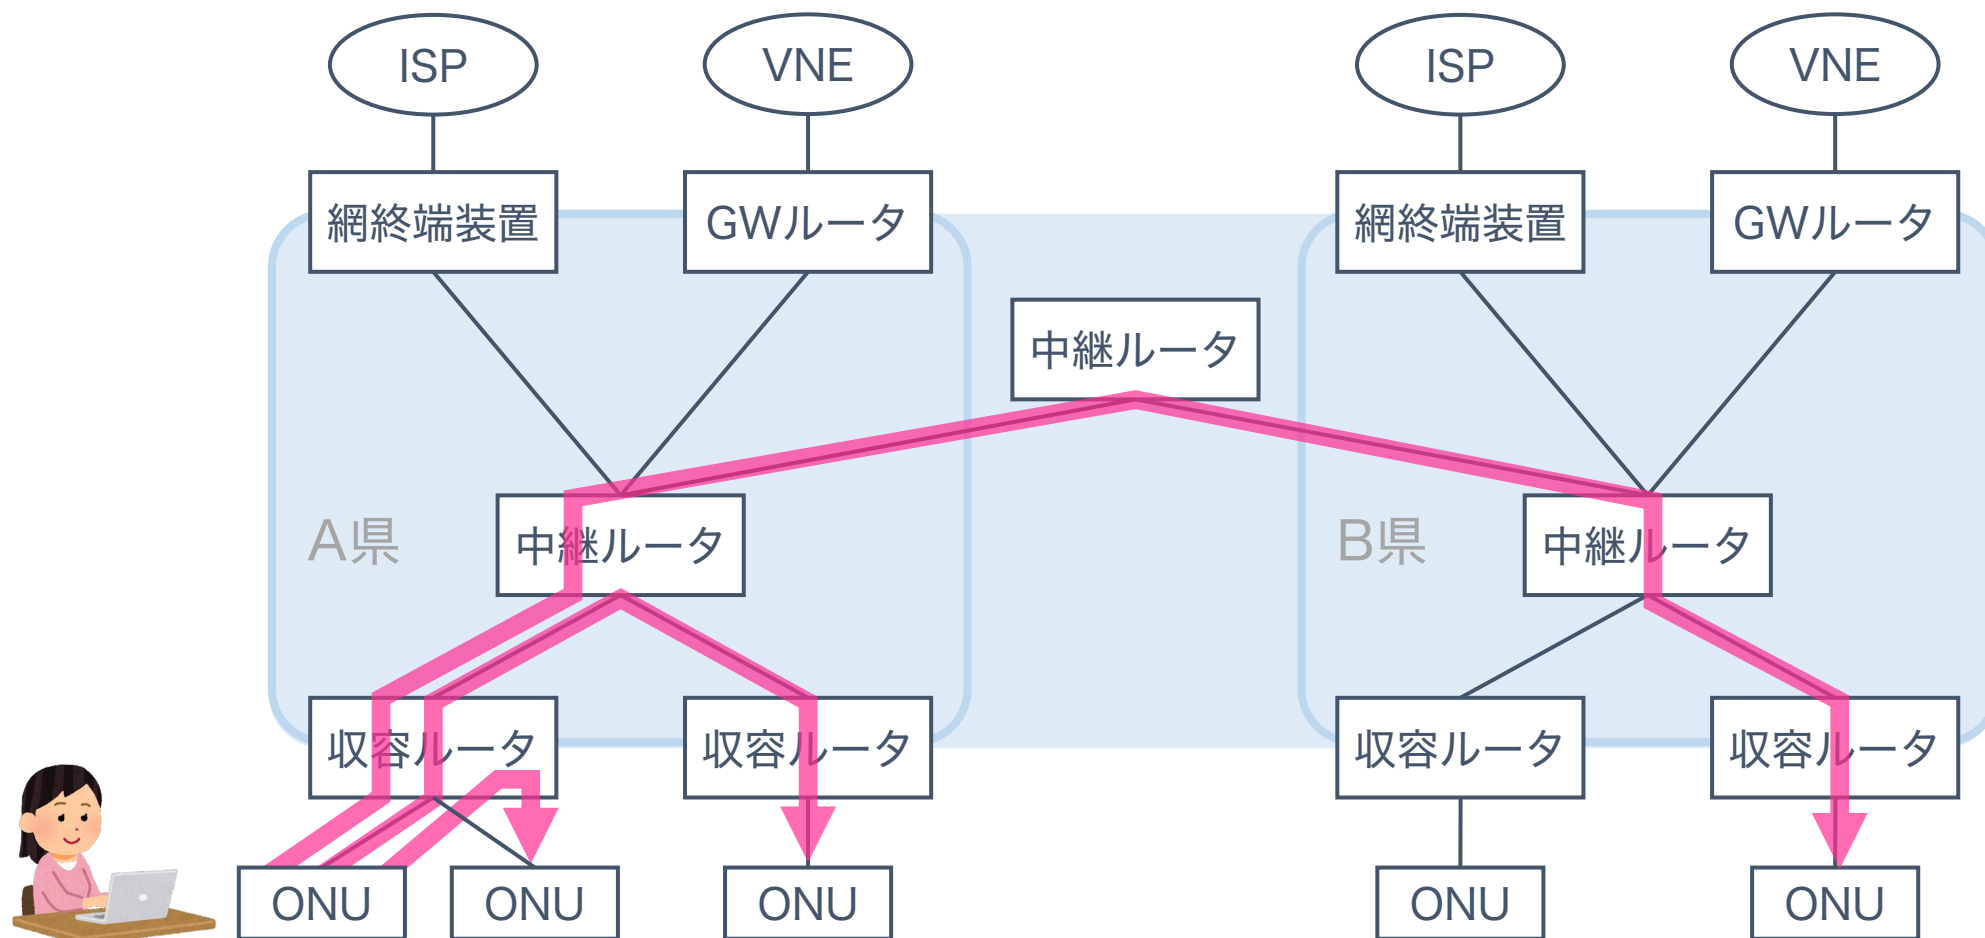 ISP
VNE
ISP
VNE
網終端装置
GWルータ
網終端装置
GWルータ
中継ルータ
A県
中継ルータ
B県
中継ルータ
収容ルータ
収容ルータ
収容ルータ
収容ルータ
ONU
ONU
ONU
ONU
ONU